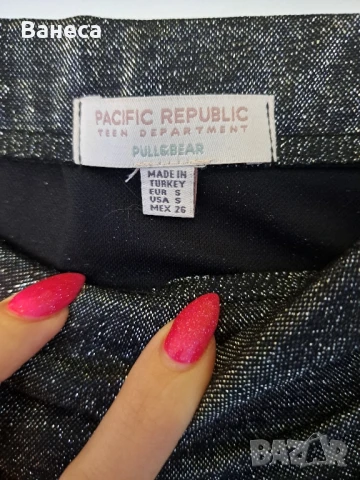 Ванеса
PACIFIC REPUBLIC
TEEN DEPARTMENT
PULL&BEAR
MADE IN
TURKEY
EUR S
USA S
MEX 26
BAZAR